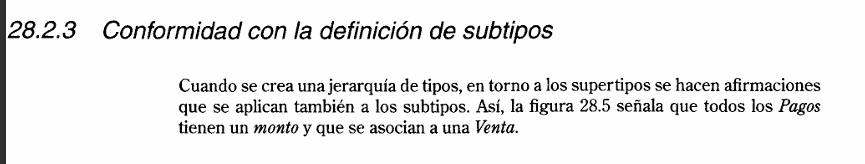 28.2.3 Conformidad con la definición de subtipos
Cuando se crea una jerarquía de tipos, en torno a los supertipos se hacen afirmaciones
que se aplican también a los subtipos. Así, la figura 28.5 señala que todos los Pagos
tienen un monto y que se asocian a una Venta.